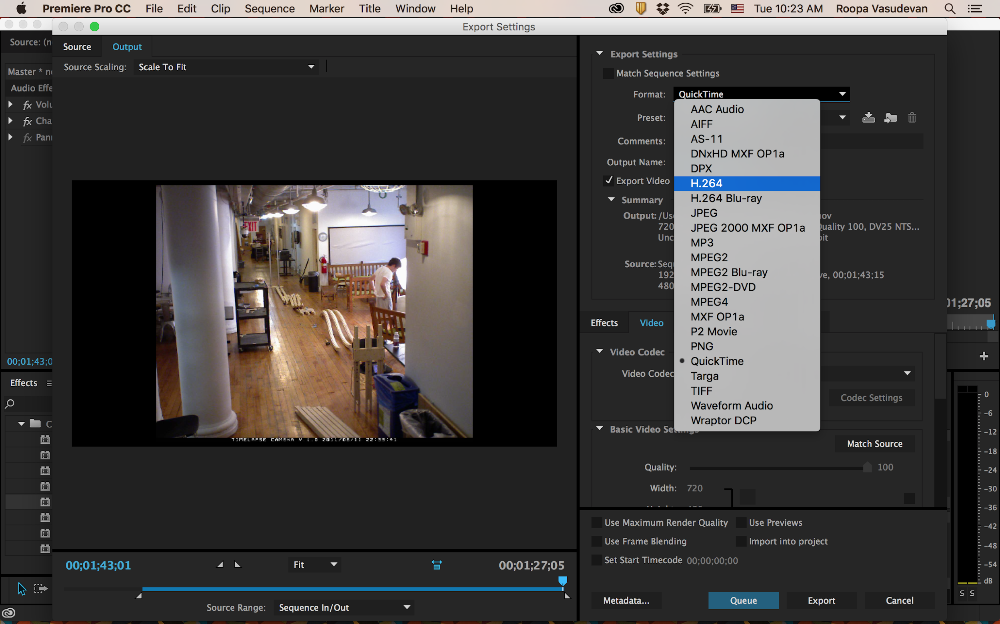 Premiere Pro CC File Edit Clip Sequence Marker Title Window Help Tue 10:23 AM Roopa Vasudevan
Export Settings
Source: (n
Master * n
Audio Effe
fx Volu
fx Cha
fx Pan
00;01;43;0
Effects
C
Source Output
Source Scaling: Scale To Fit
EXIT
TIMELAPSE CAMERA V.1.0 2011/06/11 22:39:41
00;01;43;01 Fit 00;01;27;05
Source Range: Sequence In/Out
Export Settings
Match Sequence Settings
Format: QuickTime
Preset:
Comments:
Output Name:
Export Video
Summary
Output: /Us ov
720 uality 100, DV25 NTS...
Unc bit
Source: Seq
192 ve, 00;01;43;15
480
AAC Audio
AIFF
AS-11
DNxHD MXF OP1a
DPX
H.264
H.264 Blu-ray
JPEG
JPEG 2000 MXF OP1a
MP3
MPEG2
MPEG2 Blu-ray
MPEG2-DVD
MPEG4
MXF OP1a
P2 Movie
PNG
QuickTime
Targa
TIFF
Waveform Audio
Wraptor DCP
Effects Video
Video Codec
Video Codec
Codec Settings
Basic Video Settings
Match Source
Quality: 100
Width: 720
Use Maximum Render Quality Use Previews
Use Frame Blending Import into project
Set Start Timecode 00;00;00;00
Metadata... Queue Export Cancel
01;27;05
0
-6
-12
-18
-24
-30
-36
-42
-48
-54
dB
S S